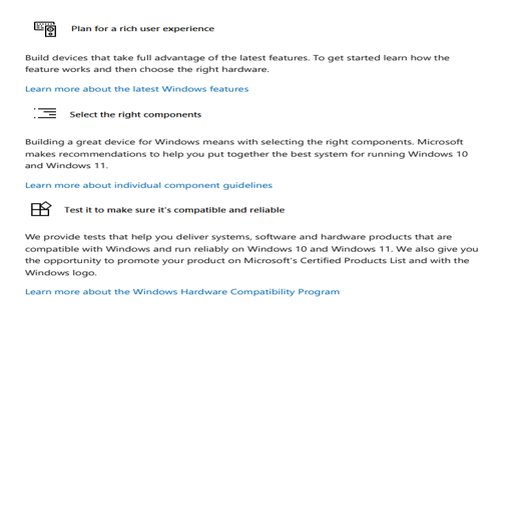 Plan for a rich user experience
Build devices that take full advantage of the latest features. To get started learn how the
feature works and then choose the right hardware.
Learn more about the latest Windows features
Select the right components
Building a great device for Windows means with selecting the right components. Microsoft
makes recommendations to help you put together the best system for running Windows 10
and Windows 11.
Learn more about individual component guidelines
Test it to make sure it's compatible and reliable
We provide tests that help you deliver systems, software and hardware products that are
compatible with Windows and run reliably on Windows 10 and Windows 11. We also give you
the opportunity to promote your product on Microsoft's Certified Products List and with the
Windows logo.
Learn more about the Windows Hardware Compatibility Program